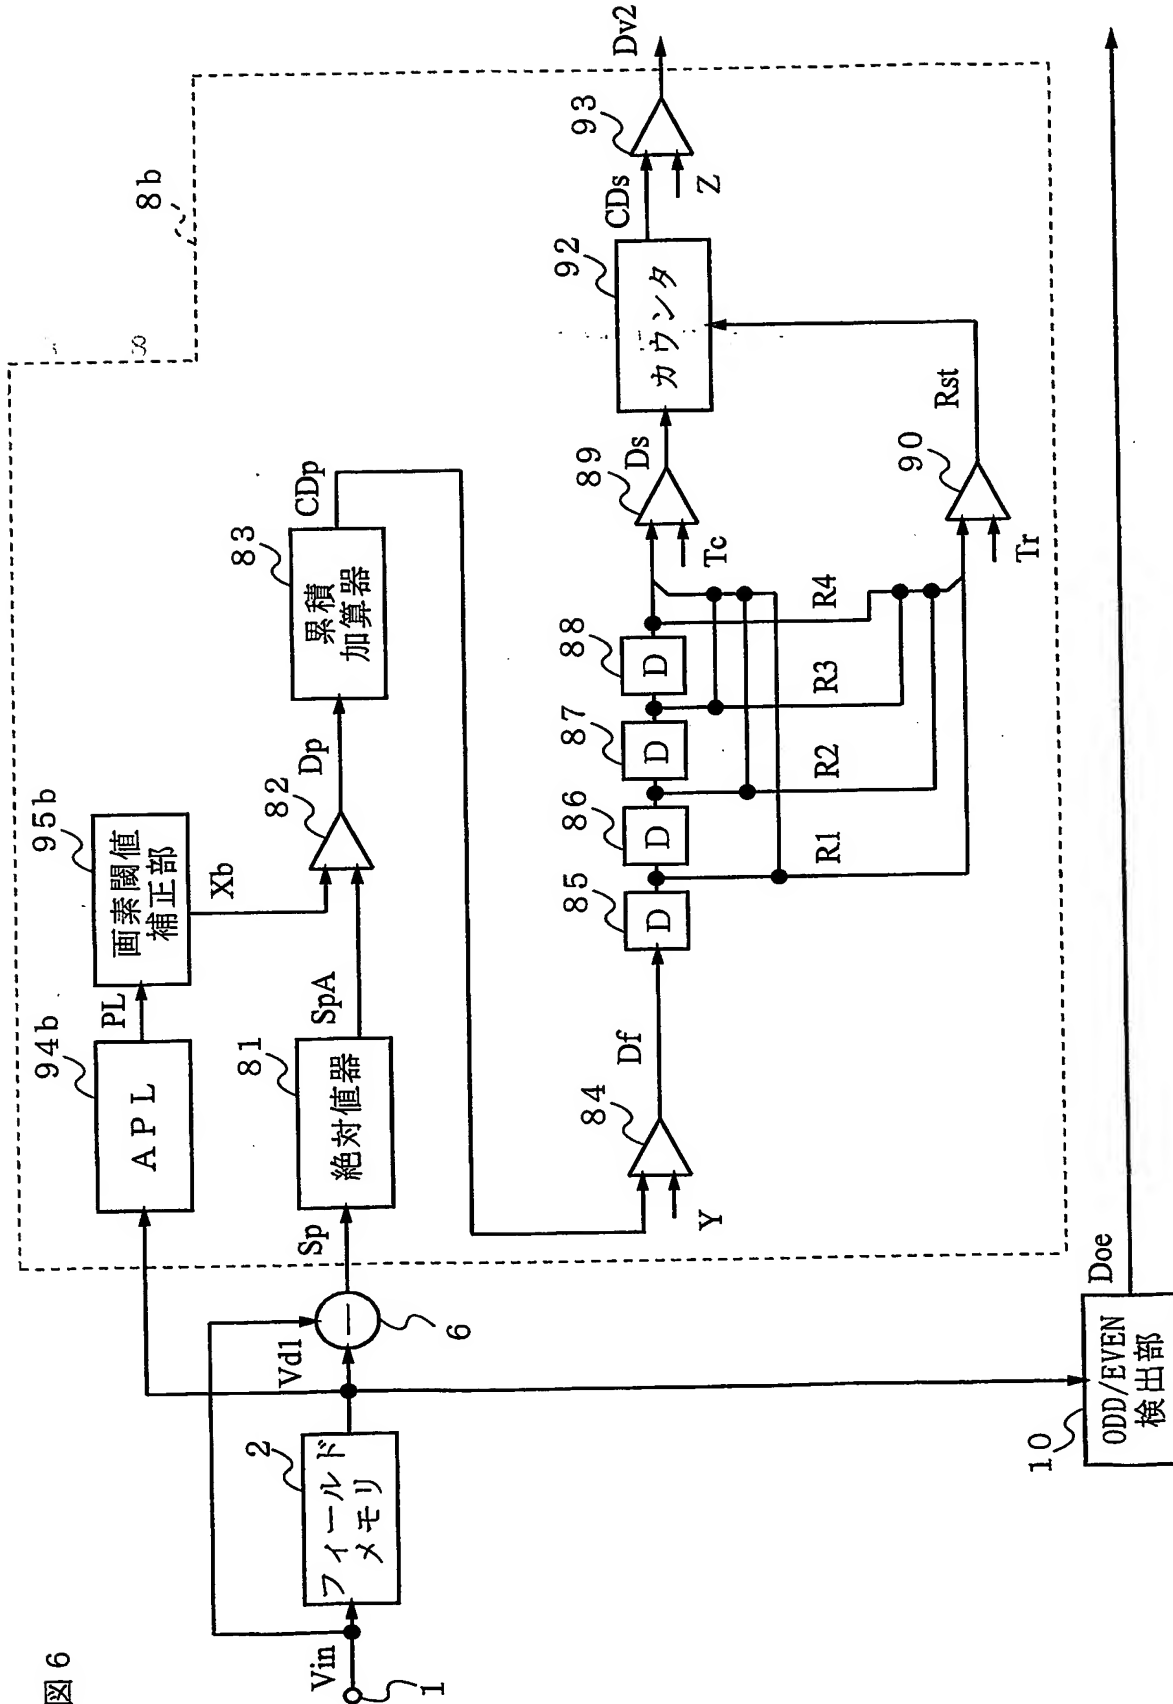 図6
8b
94b
APL
PL
95b
画素閾値
補正部
Xb
Vin
1
2
フィールド
メモリ
Vd1
6
Sp
81
絶対値器
SpA
82
Dp
83
累積
加算器
CDp
84
Y
Df
85
D
86
D
87
D
88
D
R1
R2
R3
R4
89
Tc
Ds
90
Tr
Rst
92
カウンタ
CDs
93
Z
Dv2
10
ODD/EVEN
検出部
Doe